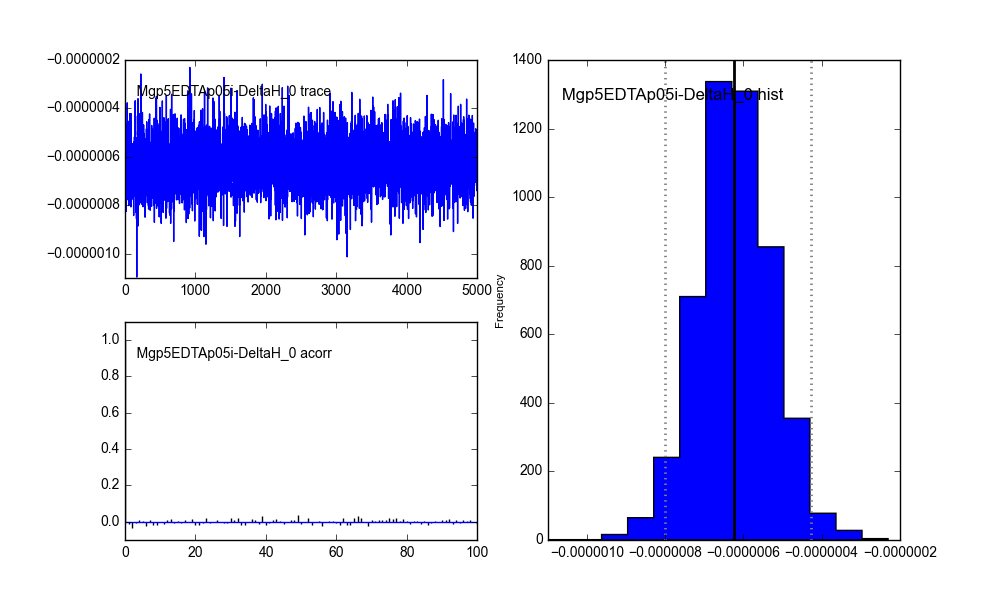 −0.0000002
−0.0000004
−0.0000006
−0.0000008
−0.0000010
Mgp5EDTAp05i-DeltaH_0 trace
0 1000 2000 3000 4000 5000
1.0
0.8
0.6
0.4
0.2
0.0
Mgp5EDTAp05i-DeltaH_0 acorr
0 20 40 60 80 100
Frequency
1400
1200
1000
800
600
400
200
0
Mgp5EDTAp05i-DeltaH_0 hist
−0.0000010 −0.0000008 −0.0000006 −0.0000004 −0.0000002